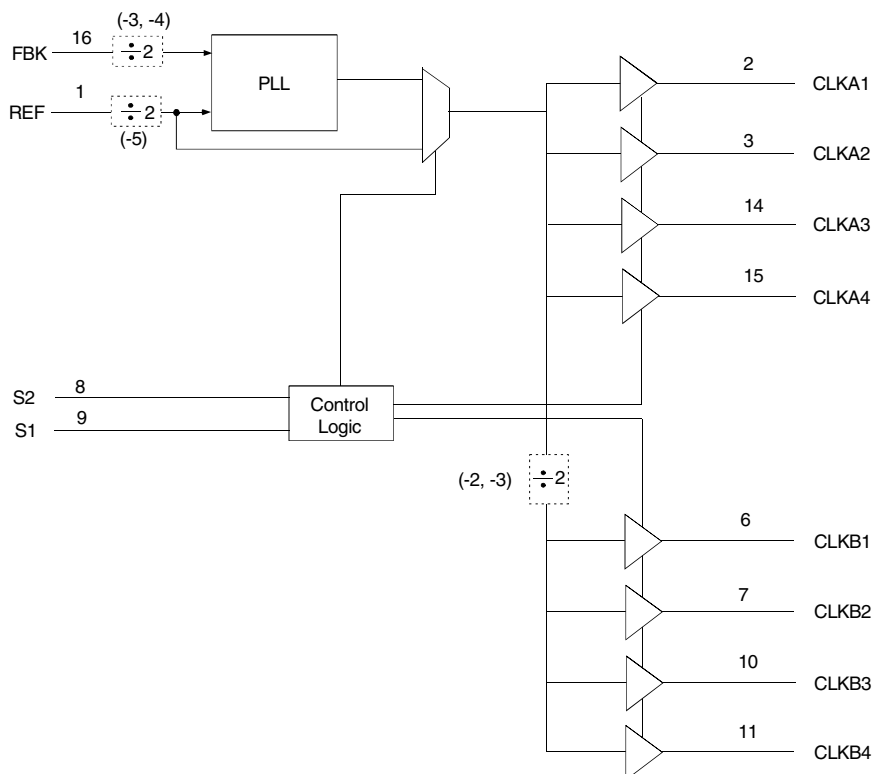 (-3, -4)
FBK 16 ÷2
PLL
REF 1 ÷2
(-5)
2 CLKA1
3 CLKA2
14 CLKA3
15 CLKA4
S2 8
S1 9
Control
Logic
(-2, -3) ÷2
6 CLKB1
7 CLKB2
10 CLKB3
11 CLKB4